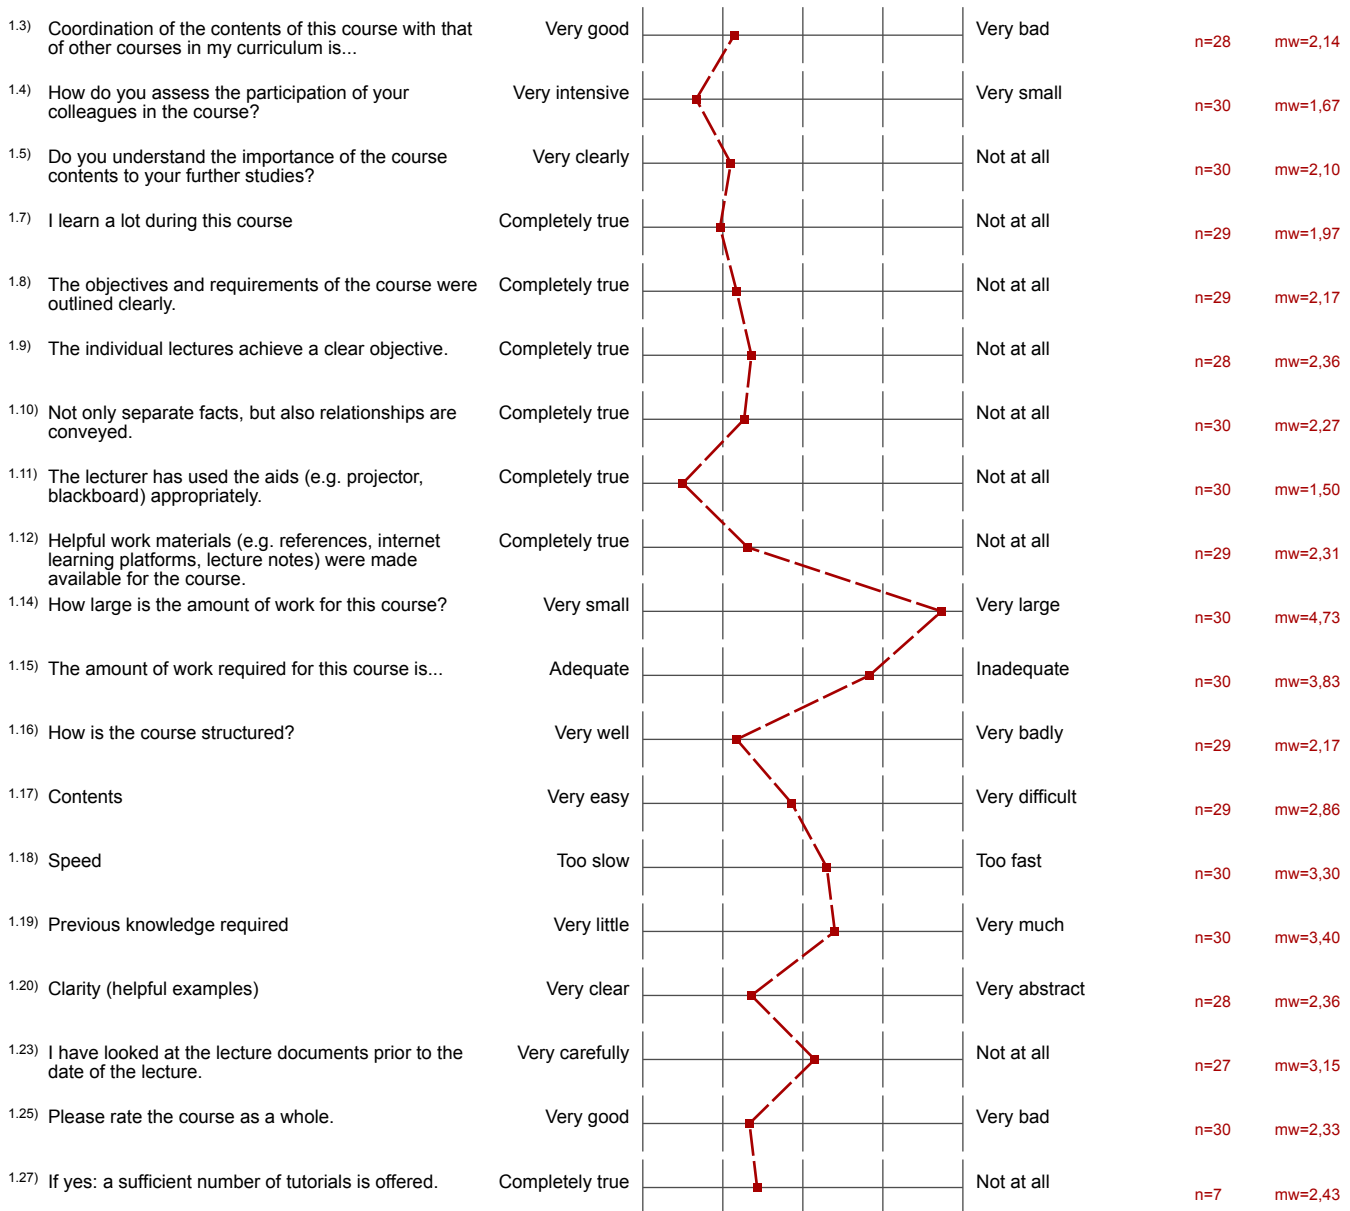 1.3) Coordination of the contents of this course with that of other courses in my curriculum is... Very good Very bad n=28 mw=2,14
1.4) How do you assess the participation of your colleagues in the course? Very intensive Very small n=30 mw=1,67
1.5) Do you understand the importance of the course contents to your further studies? Very clearly Not at all n=30 mw=2,10
1.7) I learn a lot during this course Completely true Not at all n=29 mw=1,97
1.8) The objectives and requirements of the course were outlined clearly. Completely true Not at all n=29 mw=2,17
1.9) The individual lectures achieve a clear objective. Completely true Not at all n=28 mw=2,36
1.10) Not only separate facts, but also relationships are conveyed. Completely true Not at all n=30 mw=2,27
1.11) The lecturer has used the aids (e.g. projector, blackboard) appropriately. Completely true Not at all n=30 mw=1,50
1.12) Helpful work materials (e.g. references, internet learning platforms, lecture notes) were made available for the course. Completely true Not at all n=29 mw=2,31
1.14) How large is the amount of work for this course? Very small Very large n=30 mw=4,73
1.15) The amount of work required for this course is... Adequate Inadequate n=30 mw=3,83
1.16) How is the course structured? Very well Very badly n=29 mw=2,17
1.17) Contents Very easy Very difficult n=29 mw=2,86
1.18) Speed Too slow Too fast n=30 mw=3,30
1.19) Previous knowledge required Very little Very much n=30 mw=3,40
1.20) Clarity (helpful examples) Very clear Very abstract n=28 mw=2,36
1.23) I have looked at the lecture documents prior to the date of the lecture. Very carefully Not at all n=27 mw=3,15
1.25) Please rate the course as a whole. Very good Very bad n=30 mw=2,33
1.27) If yes: a sufficient number of tutorials is offered. Completely true Not at all n=7 mw=2,43